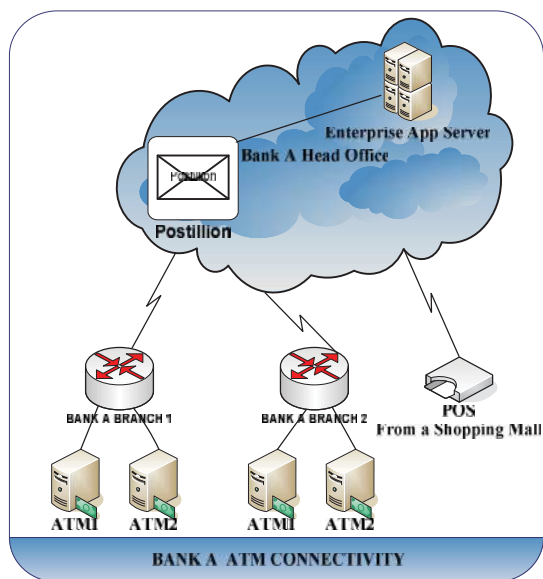 Enterprise App Server
Bank A Head Office
Postilion
Postillion
BANK A BRANCH 1
BANK A BRANCH 2
POS
From a Shopping Mall
ATM1
ATM2
ATM1
ATM2
BANK A ATM CONNECTIVITY